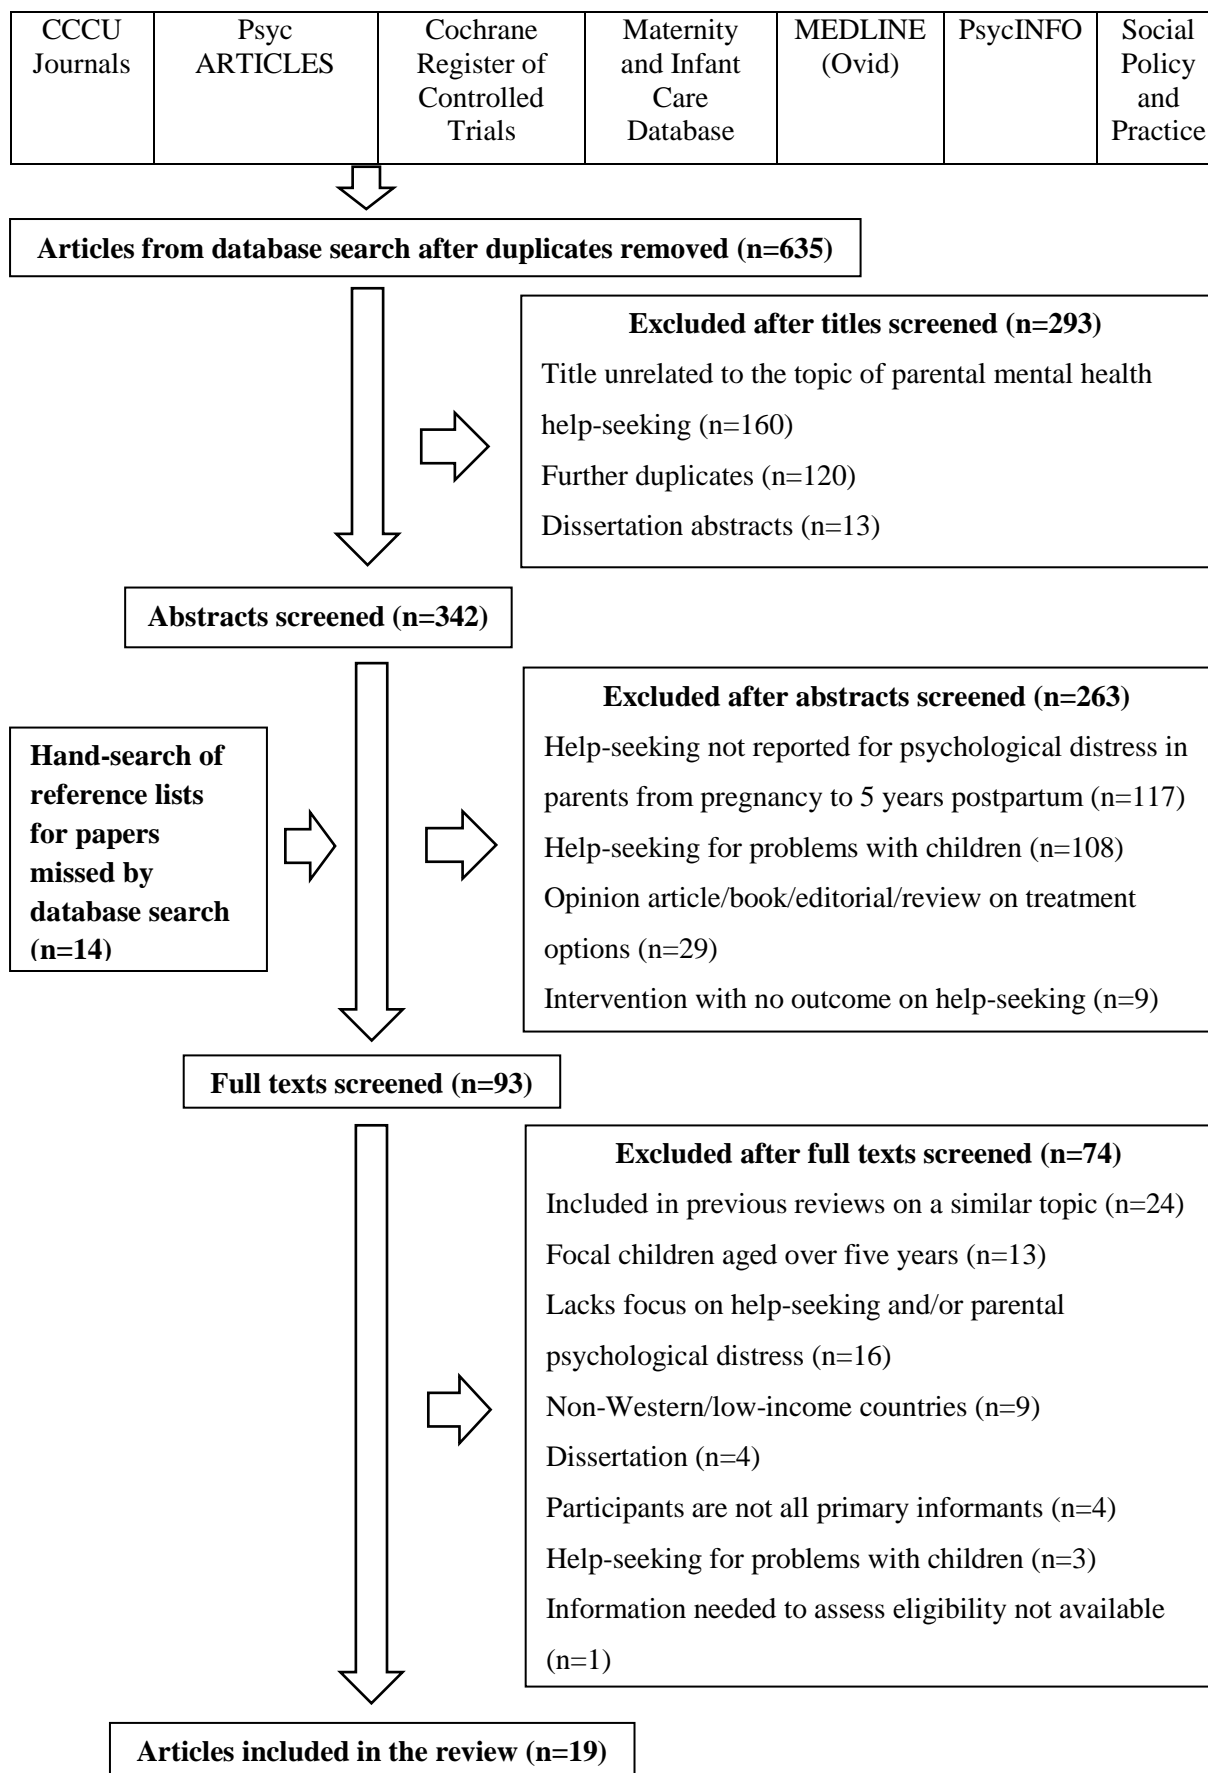 CCCU
Journals
Psyc
ARTICLES
Cochrane
Register of
Controlled
Trials
Maternity
and Infant
Care
Database
MEDLINE
(Ovid)
PsycINFO
Social
Policy
and
Practice
Articles from database search after duplicates removed (n=635)
Excluded after titles screened (n=293)
Title unrelated to the topic of parental mental health
help-seeking (n=160)
Further duplicates (n=120)
Dissertation abstracts (n=13)
Abstracts screened (n=342)
Hand-search of
reference lists
for papers
missed by
database search
(n=14)
Excluded after abstracts screened (n=263)
Help-seeking not reported for psychological distress in
parents from pregnancy to 5 years postpartum (n=117)
Help-seeking for problems with children (n=108)
Opinion article/book/editorial/review on treatment
options (n=29)
Intervention with no outcome on help-seeking (n=9)
Full texts screened (n=93)
Excluded after full texts screened (n=74)
Included in previous reviews on a similar topic (n=24)
Focal children aged over five years (n=13)
Lacks focus on help-seeking and/or parental
psychological distress (n=16)
Non-Western/low-income countries (n=9)
Dissertation (n=4)
Participants are not all primary informants (n=4)
Help-seeking for problems with children (n=3)
Information needed to assess eligibility not available
(n=1)
Articles included in the review (n=19)